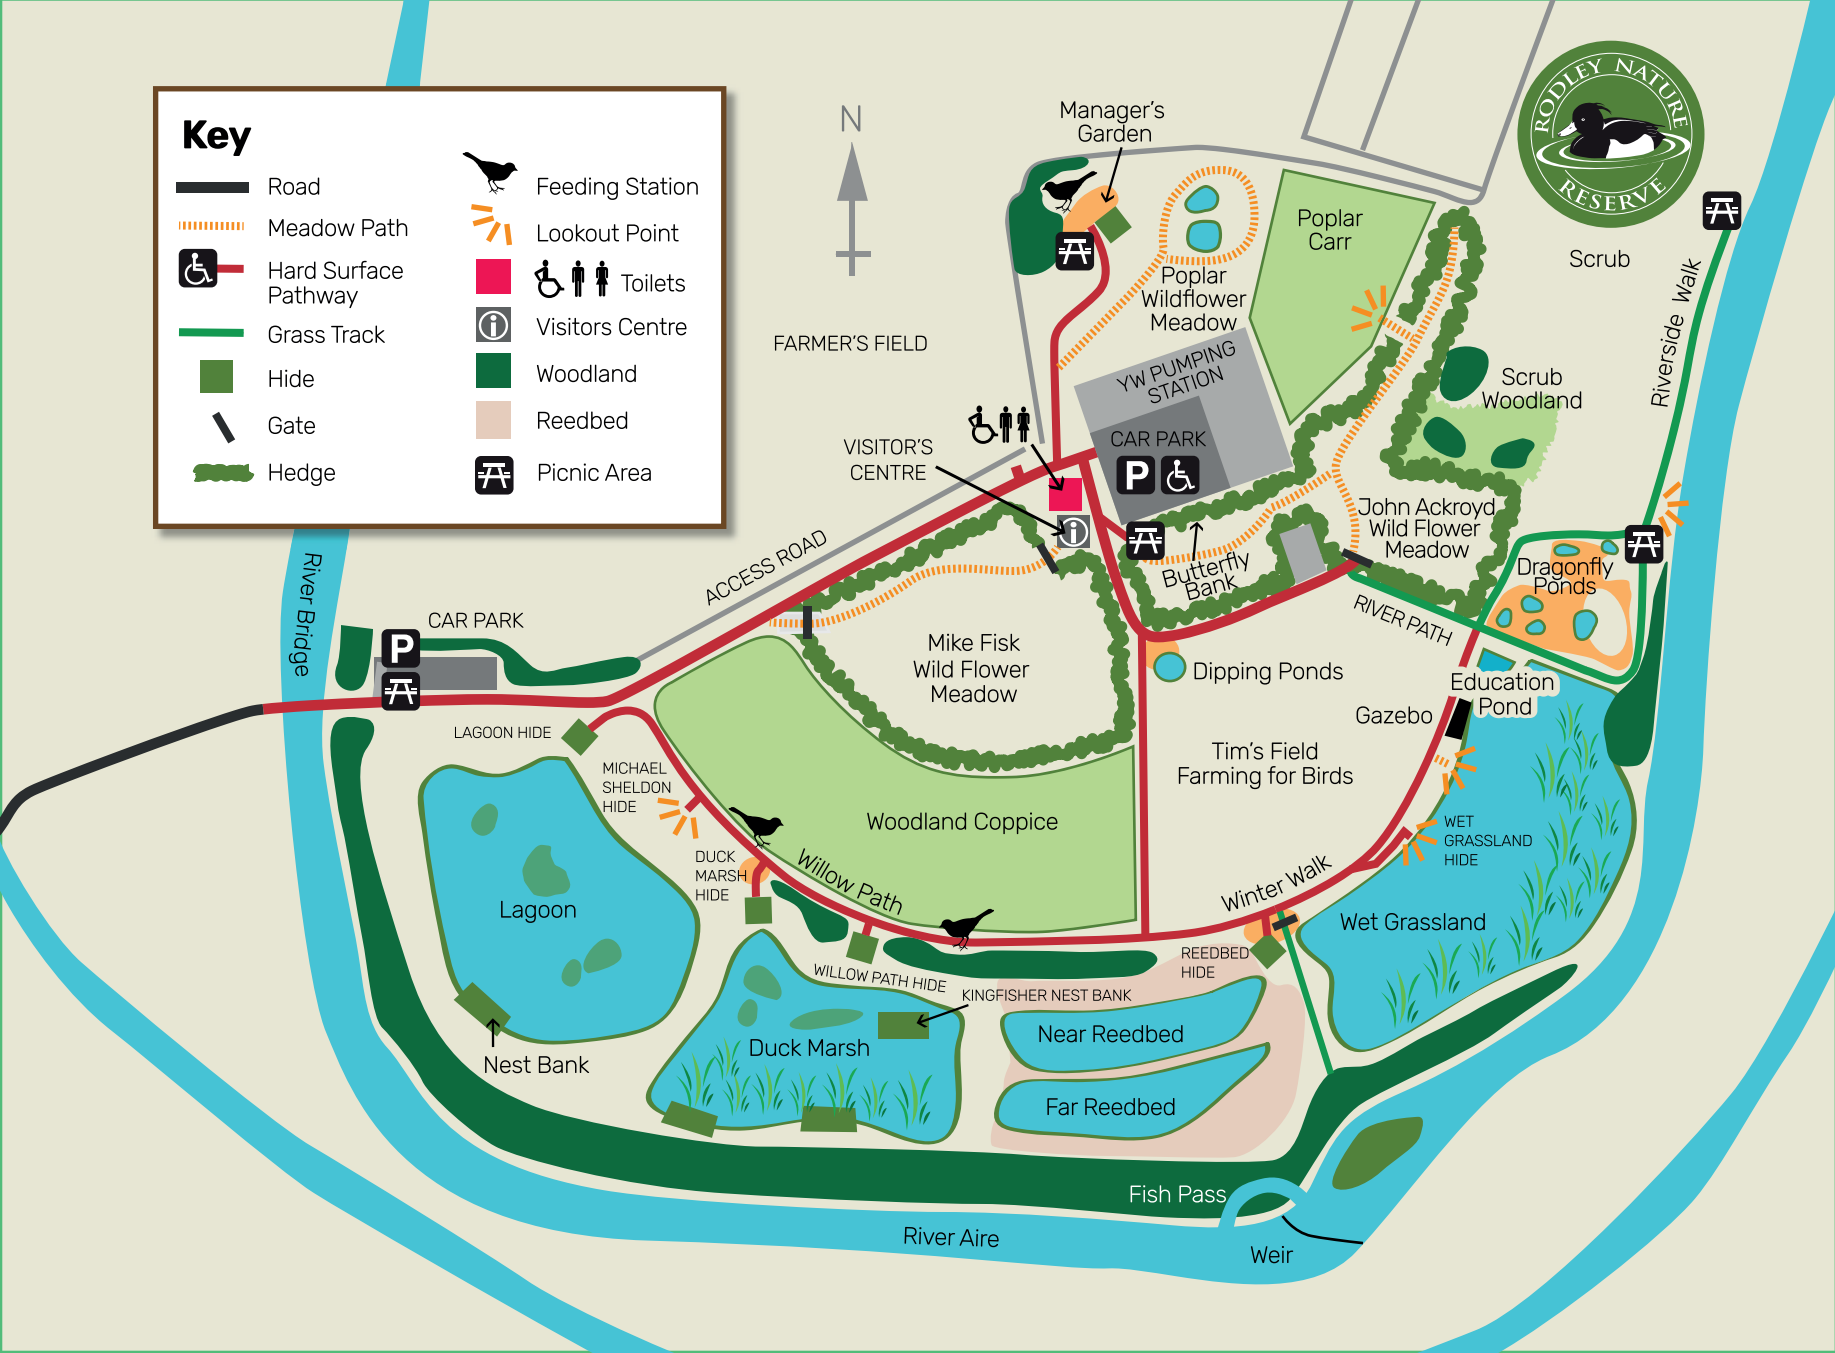 Key
Road
Meadow Path
Hard Surface
Pathway
Grass Track
Hide
Gate
Hedge
Feeding Station
Lookout Point
Toilets
Visitors Centre
Woodland
Reedbed
Picnic Area
N
Manager's
Garden
RODLEY NATURE
RESERVE
Poplar
Carr
Scrub
Riverside Walk
Poplar
Wildflower
Meadow
FARMER'S FIELD
YW PUMPING
STATION
Scrub
Woodland
CAR PARK
P
VISITOR'S
CENTRE
i
John Ackroyd
Wild Flower
Meadow
ACCESS ROAD
Butterfly
Bank
Dragonfly
Ponds
RIVER PATH
River Bridge
CAR PARK
P
Mike Fisk
Wild Flower
Meadow
Dipping Ponds
Education
Pond
Gazebo
LAGOON HIDE
Tim's Field
Farming for Birds
MICHAEL
SHELDON
HIDE
Woodland Coppice
WET
GRASSLAND
HIDE
DUCK
MARSH
HIDE
Willow Path
Winter Walk
Lagoon
Wet Grassland
REEDBED
HIDE
WILLOW PATH HIDE
KINGFISHER NEST BANK
Near Reedbed
Duck Marsh
Nest Bank
Far Reedbed
Fish Pass
River Aire
Weir